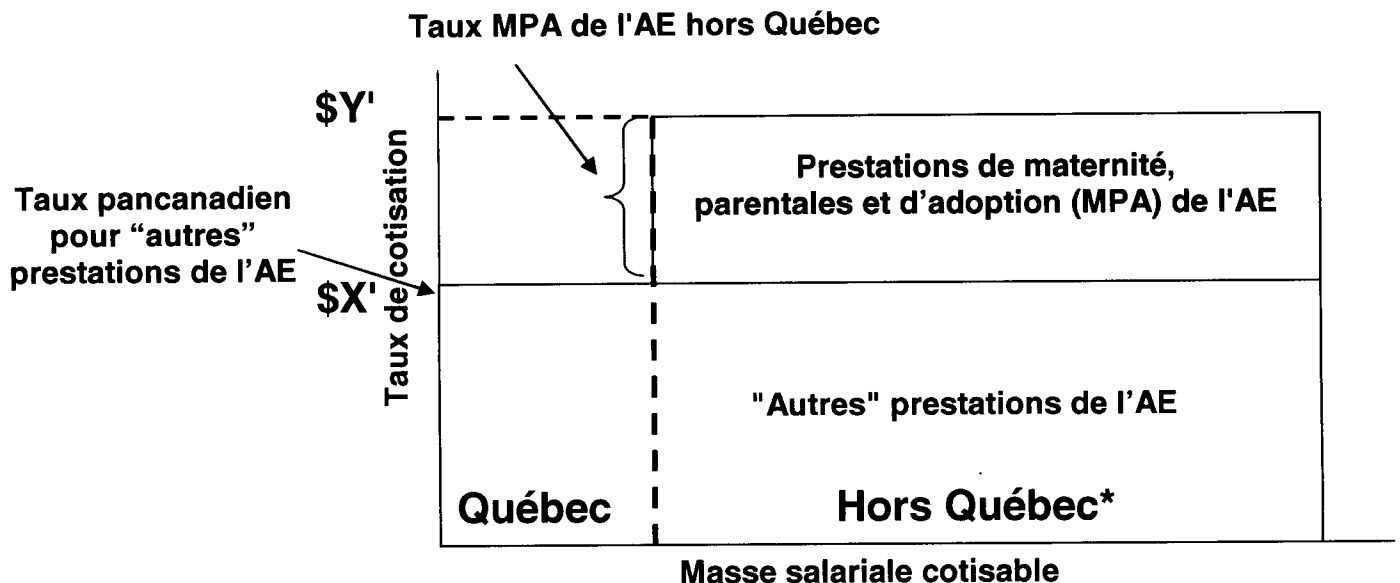 Taux MPA de l'AE hors Québec
$Y'
Taux de cotisation
Prestations de maternité,
parentales et d'adoption (MPA) de l'AE
Taux pancanadien
pour “autres”
prestations de l'AE
$X'
"Autres" prestations de l'AE
Québec
Hors Québec*
Masse salariale cotisable